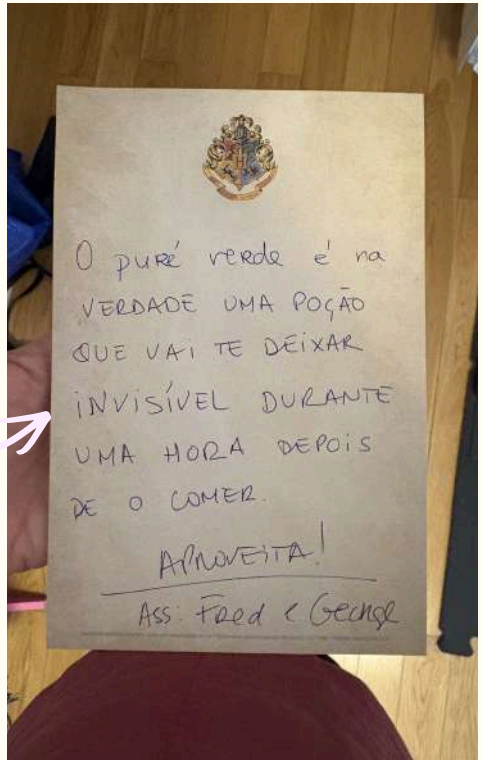 O puré verde é na
VERDADE UMA POÇÃO
QUE VAI TE DEIXAR
INVISÍVEL DURANTE
UMA HORA DEPOIS
DE O COMER.
APROVEITA!
Ass: Fred e George